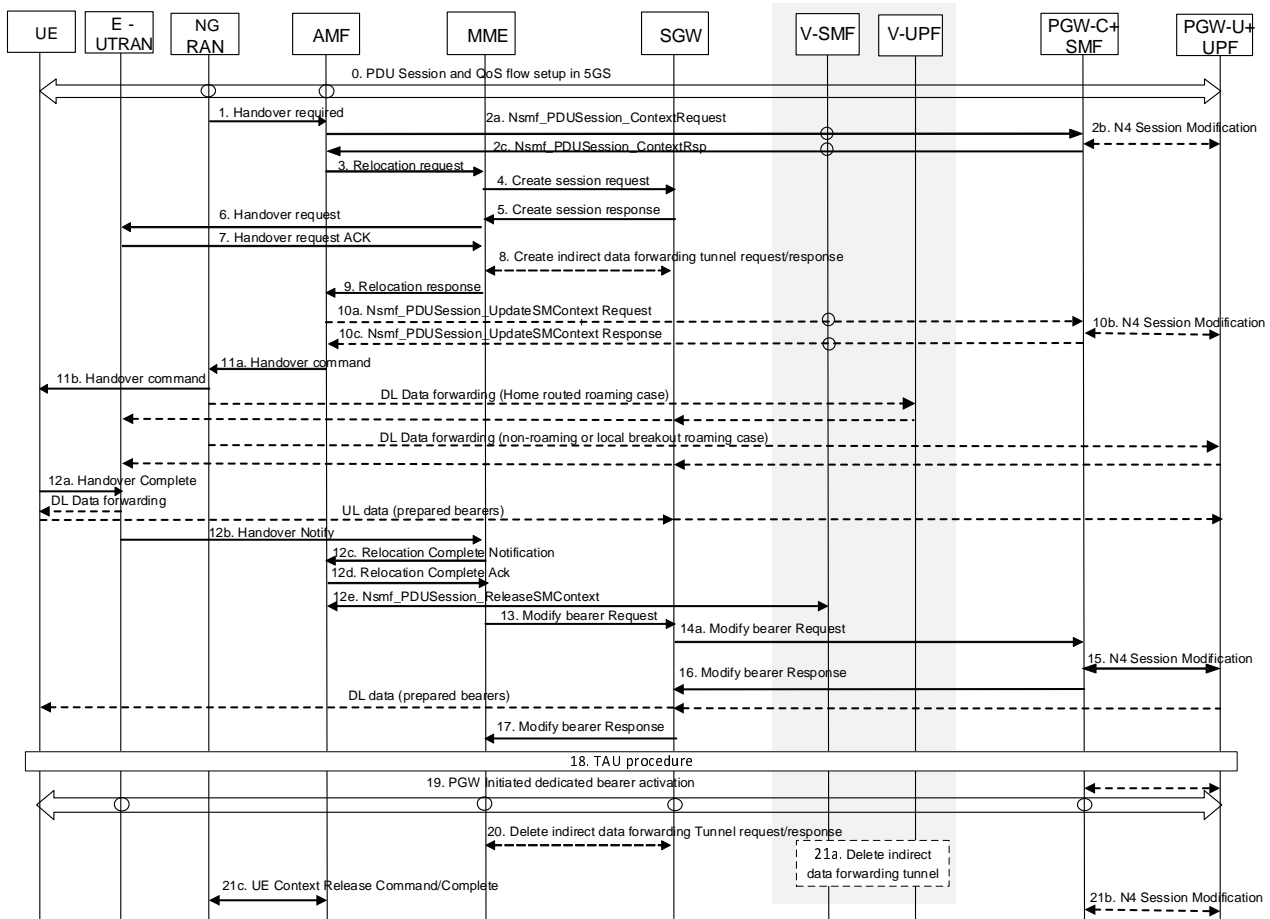 UE
E -
UTRAN
NG
RAN
AMF
MME
SGW
V-SMF
V-UPF
PGW-C+
SMF
PGW-U+
UPF
0. PDU Session and QoS flow setup in 5GS
1. Handover required
2a. Nsmf_PDUSession_ContextRequest
2b. N4 Session Modification
2c. Nsmf_PDUSession_ContextRsp
3. Relocation request
4. Create session request
5. Create session response
6. Handover request
7. Handover request ACK
8. Create indirect data forwarding tunnel request/response
9. Relocation response
10a. Nsmf_PDUSession_UpdateSMContext Request
10b. N4 Session Modification
10c. Nsmf_PDUSession_UpdateSMContext Response
11a. Handover command
11b. Handover command
DL Data forwarding (Home routed roaming case)
DL Data forwarding (non-roaming or local breakout roaming case)
12a. Handover Complete
DL Data forwarding
UL data (prepared bearers)
12b. Handover Notify
12c. Relocation Complete Notification
12d. Relocation Complete Ack
12e. Nsmf_PDUSession_ReleaseSMContext
13. Modify bearer Request
14a. Modify bearer Request
15. N4 Session Modification
16. Modify bearer Response
DL data (prepared bearers)
17. Modify bearer Response
18. TAU procedure
19. PGW Initiated dedicated bearer activation
20. Delete indirect data forwarding Tunnel request/response
21a. Delete indirect
data forwarding tunnel
21c. UE Context Release Command/Complete
21b. N4 Session Modification